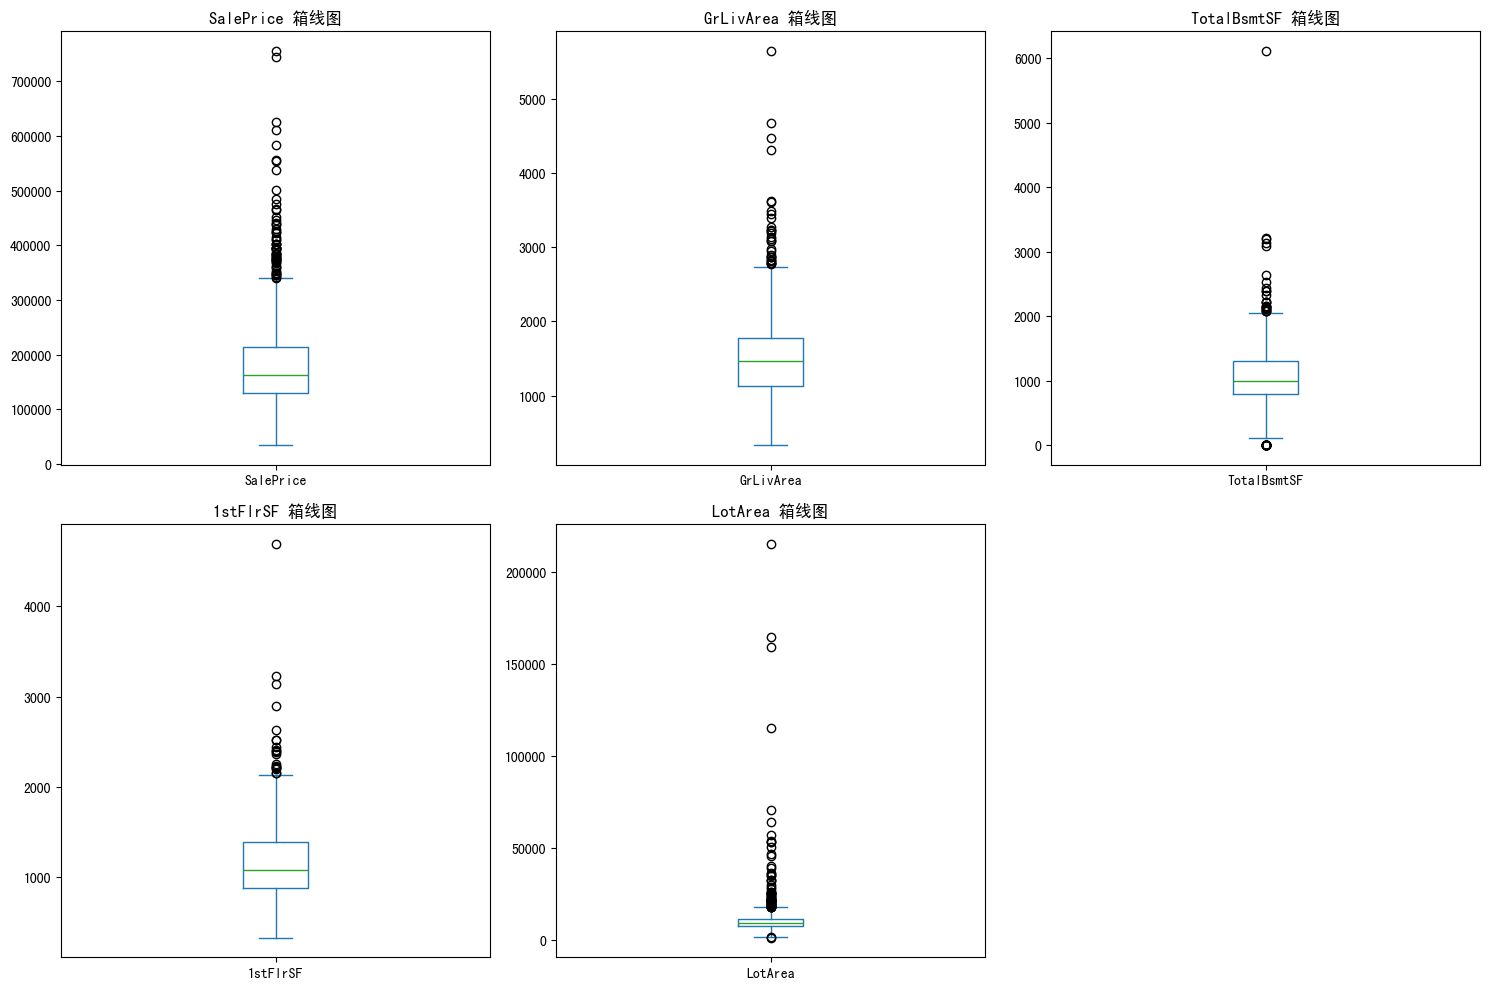 SalePrice 箱线图
700000
600000
500000
400000
300000
200000
100000
0
SalePrice
GrLivArea 箱线图
5000
4000
3000
2000
1000
GrLivArea
TotalBsmtSF 箱线图
6000
5000
4000
3000
2000
1000
0
TotalBsmtSF
1stFlrSF 箱线图
4000
3000
2000
1000
1stFlrSF
LotArea 箱线图
200000
150000
100000
50000
0
LotArea